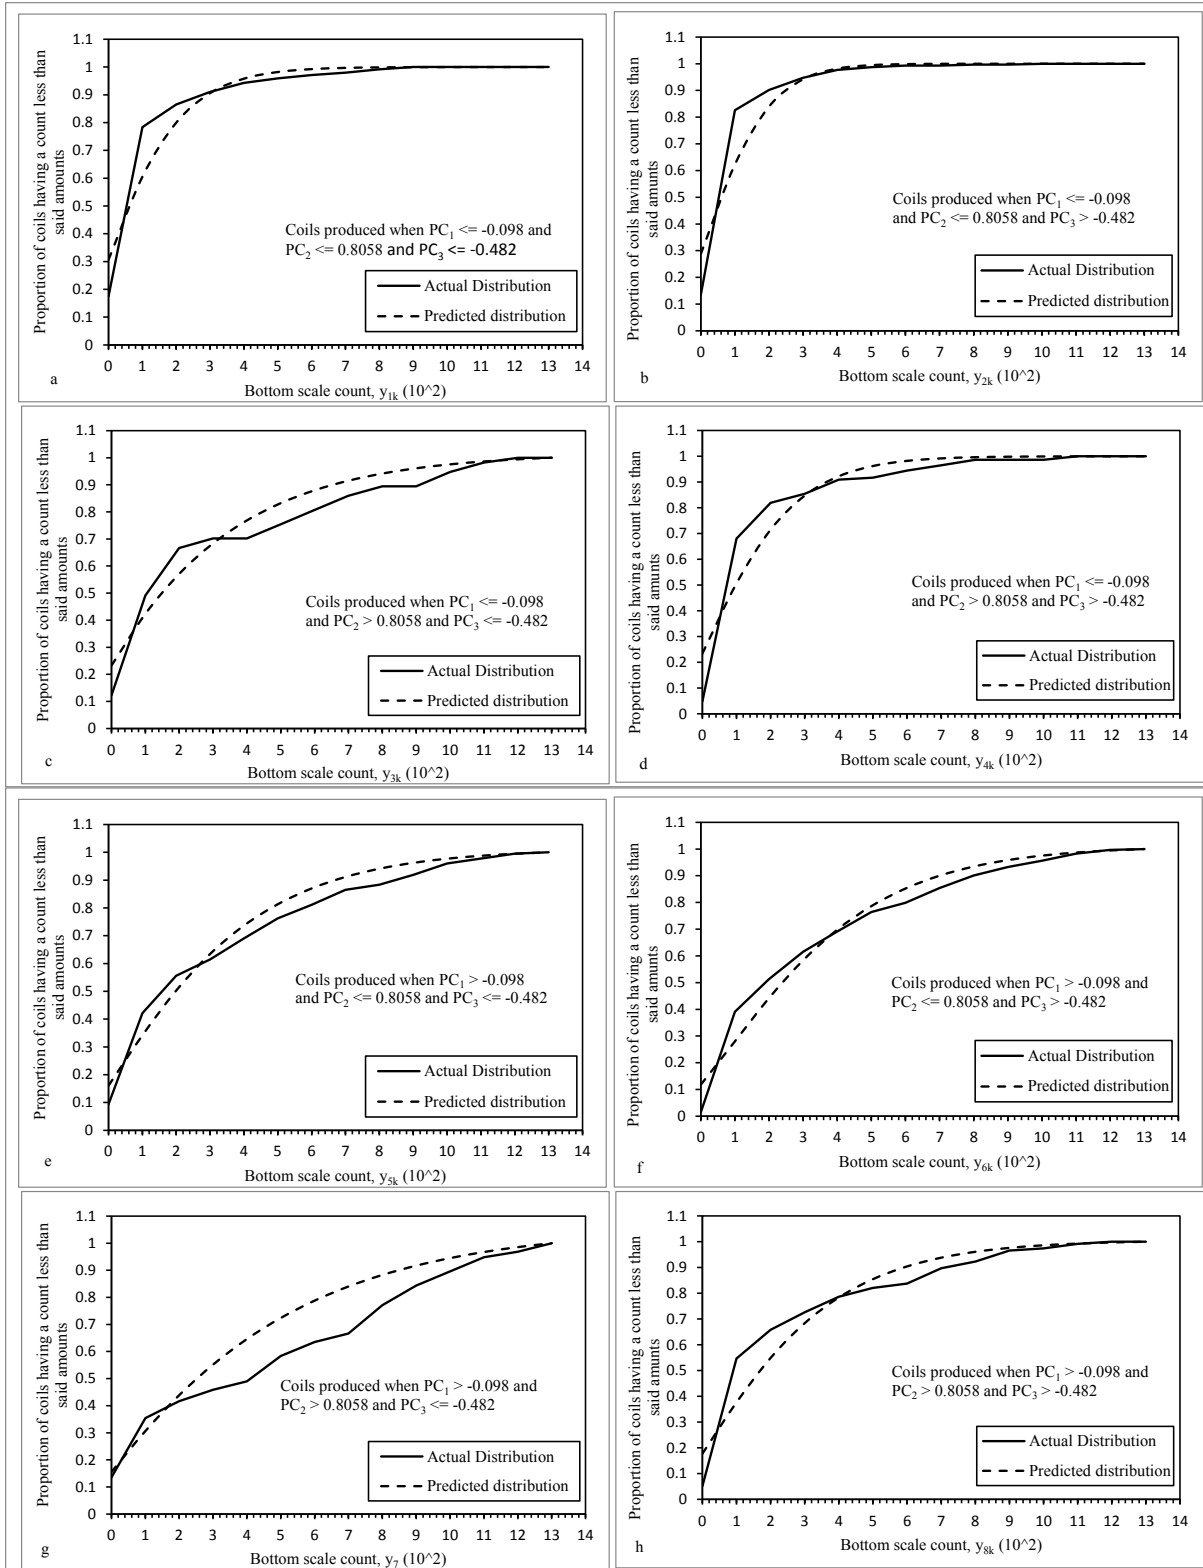 Proportion of coils having a count less than
said amounts
1.1
1
0.9
0.8
0.7
0.6
0.5
0.4
0.3
0.2
0.1
0
0 1 2 3 4 5 6 7 8 9 10 11 12 13 14
Coils produced when PC1 <= -0.098 and
PC2 <= 0.8058 and PC3 <= -0.482
Actual Distribution
Predicted distribution
a
Bottom scale count, y1k (10^2)
Proportion of coils having a count less than
said amounts
1.1
1
0.9
0.8
0.7
0.6
0.5
0.4
0.3
0.2
0.1
0
0 1 2 3 4 5 6 7 8 9 10 11 12 13 14
Coils produced when PC1 <= -0.098
and PC2 <= 0.8058 and PC3 > -0.482
Actual Distribution
Predicted distribution
b
Bottom scale count, y2k (10^2)
Proportion of coils having a count less than
said amounts
1.1
1
0.9
0.8
0.7
0.6
0.5
0.4
0.3
0.2
0.1
0
0 1 2 3 4 5 6 7 8 9 10 11 12 13 14
Coils produced when PC1 <= -0.098
and PC2 > 0.8058 and PC3 <= -0.482
Actual Distribution
Predicted distribution
c
Bottom scale count, y3k (10^2)
Proportion of coils having a count less than
said amunts
1.1
1
0.9
0.8
0.7
0.6
0.5
0.4
0.3
0.2
0.1
0
0 1 2 3 4 5 6 7 8 9 10 11 12 13 14
Coils produced when PC1 <= -0.098
and PC2 > 0.8058 and PC3 > -0.482
Actual Distribution
Predicted distribution
d
Bottom scale count, y4k (10^2)
Proportion of coils having a count less than
said amounts
1.1
1
0.9
0.8
0.7
0.6
0.5
0.4
0.3
0.2
0.1
0
0 1 2 3 4 5 6 7 8 9 10 11 12 13 14
Coils produced when PC1 > -0.098
and PC2 <= 0.8058 and PC3 <= -0.482
Actual Distribution
Predicted distribution
e
Bottom scale count, y5k (10^2)
Proportion of coils having a count less than
said amounts
1.1
1
0.9
0.8
0.7
0.6
0.5
0.4
0.3
0.2
0.1
0
0 1 2 3 4 5 6 7 8 9 10 11 12 13 14
Coils produced when PC1 > -0.098 and
PC2 <= 0.8058 and PC3 > -0.482
Actual Distribution
Predicted distribution
f
Bottom scale count, y6k (10^2)
Proportion of coils having a count less than
said amounts
1.1
1
0.9
0.8
0.7
0.6
0.5
0.4
0.3
0.2
0.1
0
0 1 2 3 4 5 6 7 8 9 10 11 12 13 14
Coils produced when PC1 > -0.098 and
PC2 > 0.8058 and PC3 <= -0.482
Actual Distribution
Predicted distribution
g
Bottom scale count, y7 (10^2)
Proportion of coils having a count less than
said amounts
1.1
1
0.9
0.8
0.7
0.6
0.5
0.4
0.3
0.2
0.1
0
0 1 2 3 4 5 6 7 8 9 10 11 12 13 14
Coils produced when PC1 > -0.098 and
PC2 > 0.8058 and PC3 > -0.482
Actual Distribution
Predicted distribution
h
Bottom scale count, y8k (10^2)